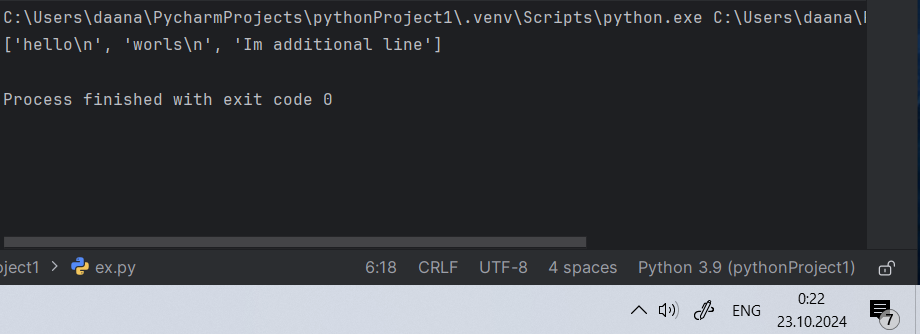 C:\Users\daana\PycharmProjects\pythonProject1\.venv\Scripts\python.exe C:\Users\daana\
['hello\n', 'worls\n', 'Im additional line']
Process finished with exit code 0
oject1 > ex.py
6:18 CRLF UTF-8 4 spaces Python 3.9 (pythonProject1)
ENG
0:22
23.10.2024
7